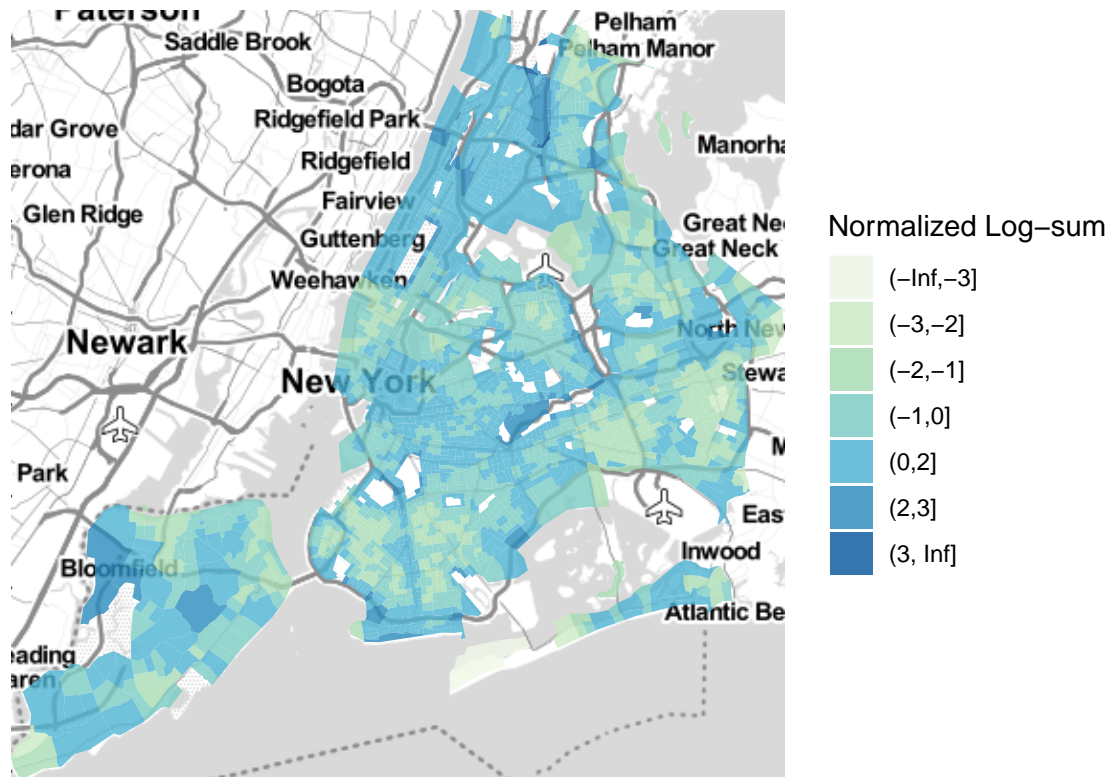 Paterson
Pelham
Saddle Brook
Pelham Manor
Bogota
Ridgefield Park
dar Grove
Manorha
erona
Ridgefield
Fairview
Glen Ridge
Great Nec
Guttenberg
Great Neck
Weehawken
North New
Newark
New York
Stewa
M
Park
East
Inwood
Bloomfield
Atlantic Be
eading
aren
Normalized Log−sum
(−Inf,−3]
(−3,−2]
(−2,−1]
(−1,0]
(0,2]
(2,3]
(3, Inf]